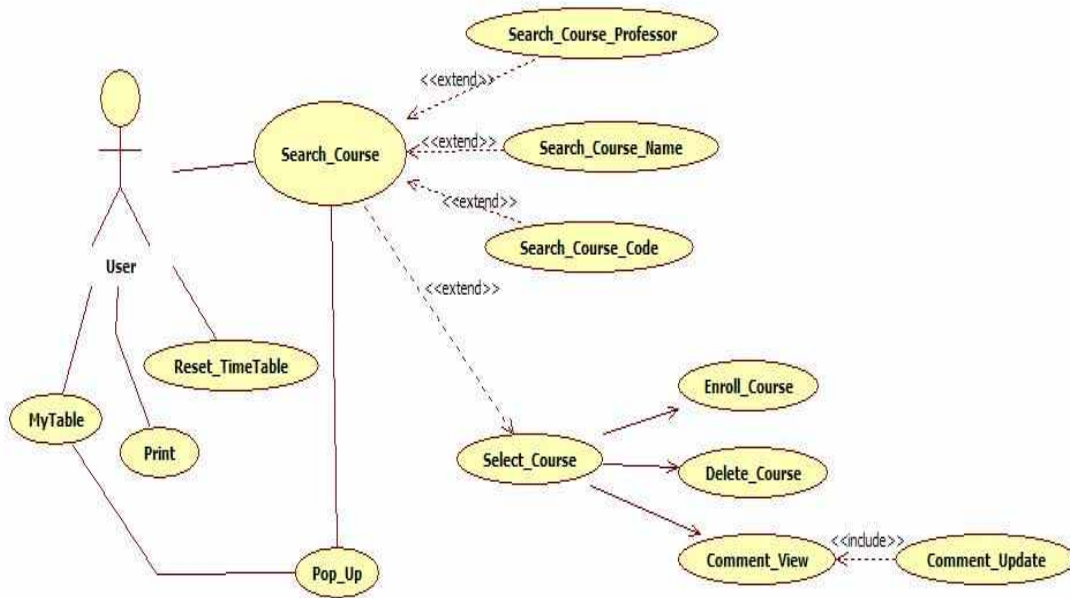 Search_Course_Professor
<<extend>>
Search_Course
<<extend>>
Search_Course_Name
<<extend>>
Search_Course_Code
User
<<extend>>
Reset_TimeTable
Enroll_Course
MyTable
Print
Select_Course
Delete_Course
<<include>>
Comment_View
Comment_Update
Pop_Up